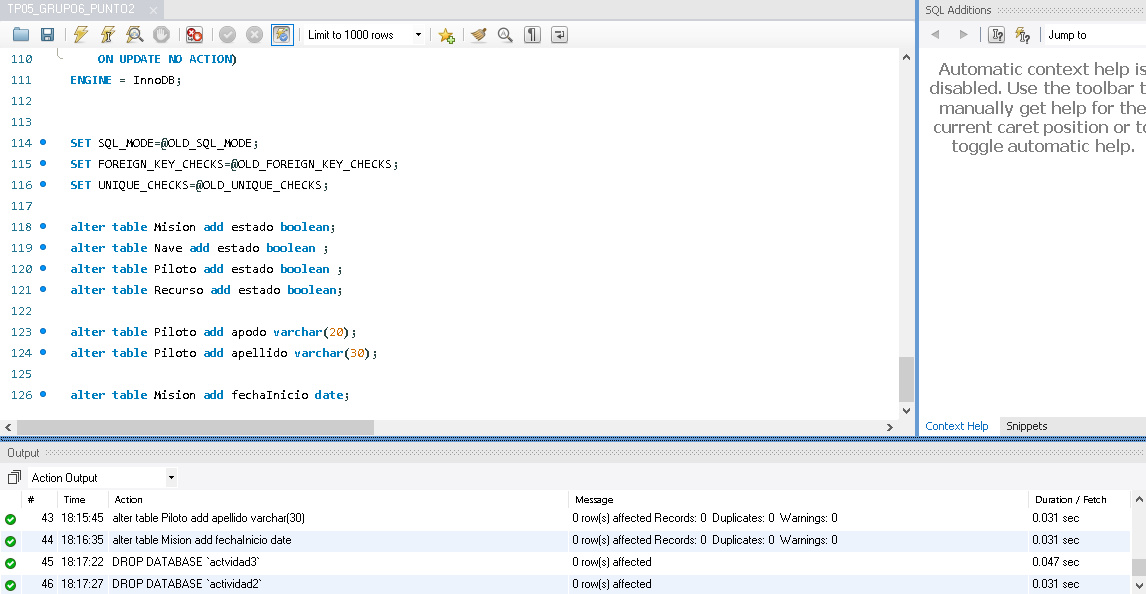 TP05_GRUPO6_PUNTO2
SQL Additions
Limit to 1000 rows
Jump to
110 ON UPDATE NO ACTION)
111 ENGINE = InnoDB;
112
113
114 SET SQL_MODE=@OLD_SQL_MODE;
115 SET FOREIGN_KEY_CHECKS=@OLD_FOREIGN_KEY_CHECKS;
116 SET UNIQUE_CHECKS=@OLD_UNIQUE_CHECKS;
117
118 alter table Mision add estado boolean;
119 alter table Nave add estado boolean ;
120 alter table Piloto add estado boolean ;
121 alter table Recurso add estado boolean;
122
123 alter table Piloto add apodo varchar(20);
124 alter table Piloto add apellido varchar(30);
125
126 alter table Mision add fechaInicio date;
Automatic context help is
disabled. Use the toolbar t
manually get help for the
current caret position or to
toggle automatic help.
Context Help Snippets
Output
Action Output
# Time Action Message Duration / Fetch
43 18:15:45 alter table Piloto add apellido varchar(30) 0 row(s) affected Records: 0 Duplicates: 0 Warnings: 0 0.031 sec
44 18:16:35 alter table Mision add fechaInicio date 0 row(s) affected Records: 0 Duplicates: 0 Warnings: 0 0.031 sec
45 18:17:22 DROP DATABASE `actvidad3` 0 row(s) affected 0.047 sec
46 18:17:27 DROP DATABASE `actividad2` 0 row(s) affected 0.031 sec